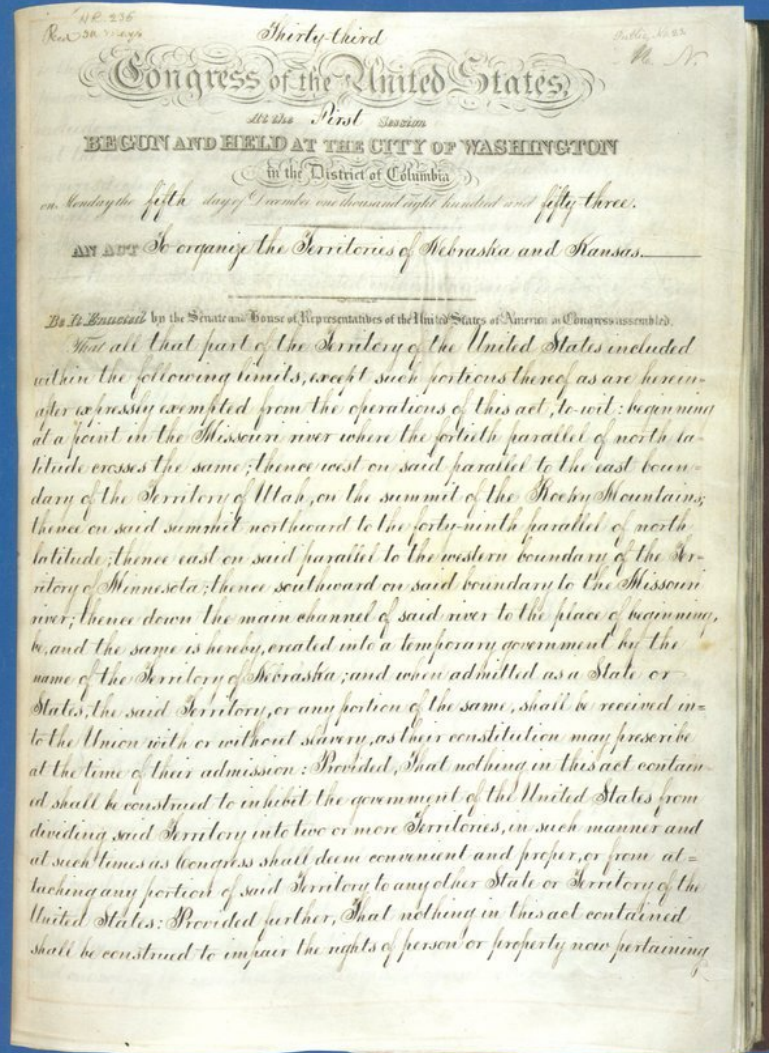 H.R. 236
Thirty-third
Congress of the United States,
At the First Session
BEGUN AND HELD AT THE CITY OF WASHINGTON
in the District of Columbia
on Monday the fifth day of December one thousand eight hundred and fifty-three.
AN ACT To organize the Territories of Nebraska and Kansas.
Be It Enacted by the Senate and House of Representatives of the United States of America in Congress assembled,
That all that part of the Territory of the United States included
within the following limits, except such portions thereof as are herein=
after expressly exempted from the operations of this act, to-wit: beginning
at a point in the Missouri river where the fortieth parallel of north la-
titude crosses the same; thence west on said parallel to the east boun-
dary of the Territory of Utah, on the summit of the Rocky Mountains;
thence on said summit northward to the forty-ninth parallel of north
latitude; thence east on said parallel to the western boundary of the Ter-
ritory of Minnesota; thence southward on said boundary to the Missouri
river; thence down the main channel of said river to the place of beginning,
be, and the same is hereby, created into a temporary government by the
name of the Territory of Nebraska; and when admitted as a State or
States, the said Territory, or any portion of the same, shall be received in=
to the Union with or without slavery, as their constitution may prescribe
at the time of their admission: Provided, That nothing in this act contain-
ed shall be construed to inhibit the government of the United States from
dividing said Territory into two or more Territories, in such manner and
at such times as Congress shall deem convenient and proper, or from at=
taching any portion of said Territory to any other State or Territory of the
United States: Provided further, That nothing in this act contained
shall be construed to impair the rights of person or property now pertaining